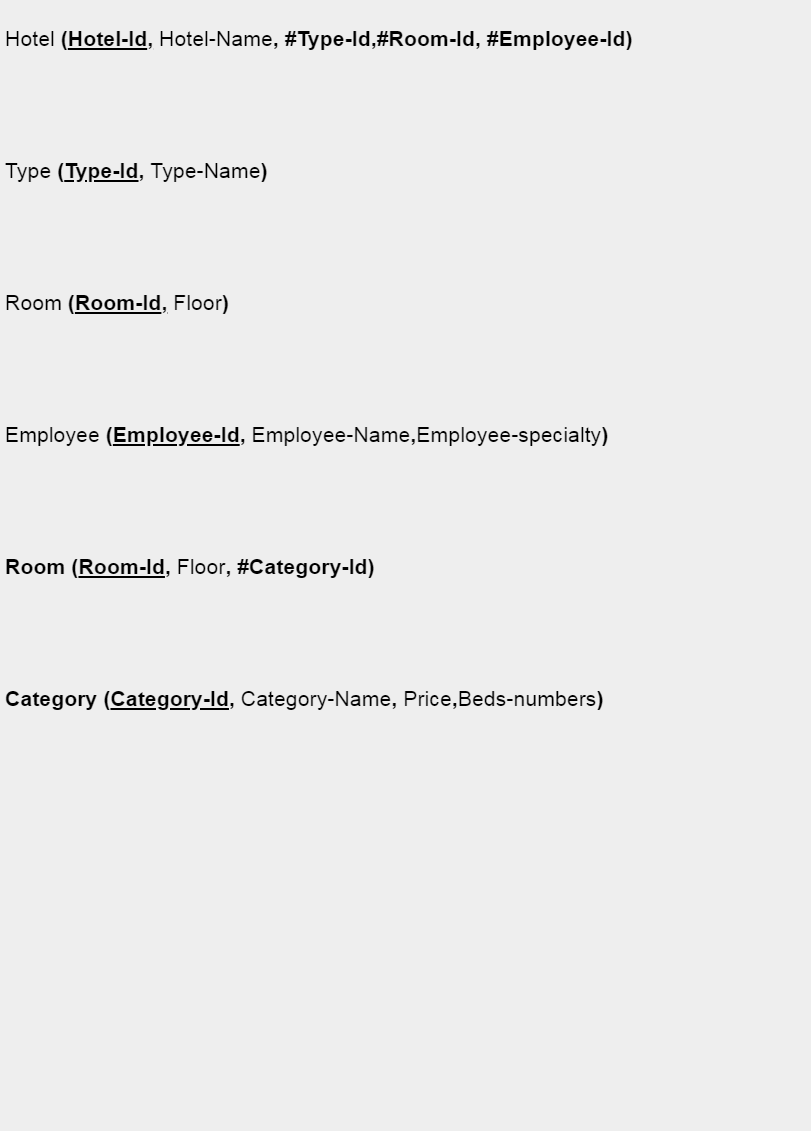 Hotel (Hotel-Id, Hotel-Name, #Type-Id,#Room-Id, #Employee-Id)
Type (Type-Id, Type-Name)
Room (Room-Id, Floor)
Employee (Employee-Id, Employee-Name,Employee-specialty)
Room (Room-Id, Floor, #Category-Id)
Category (Category-Id, Category-Name, Price,Beds-numbers)